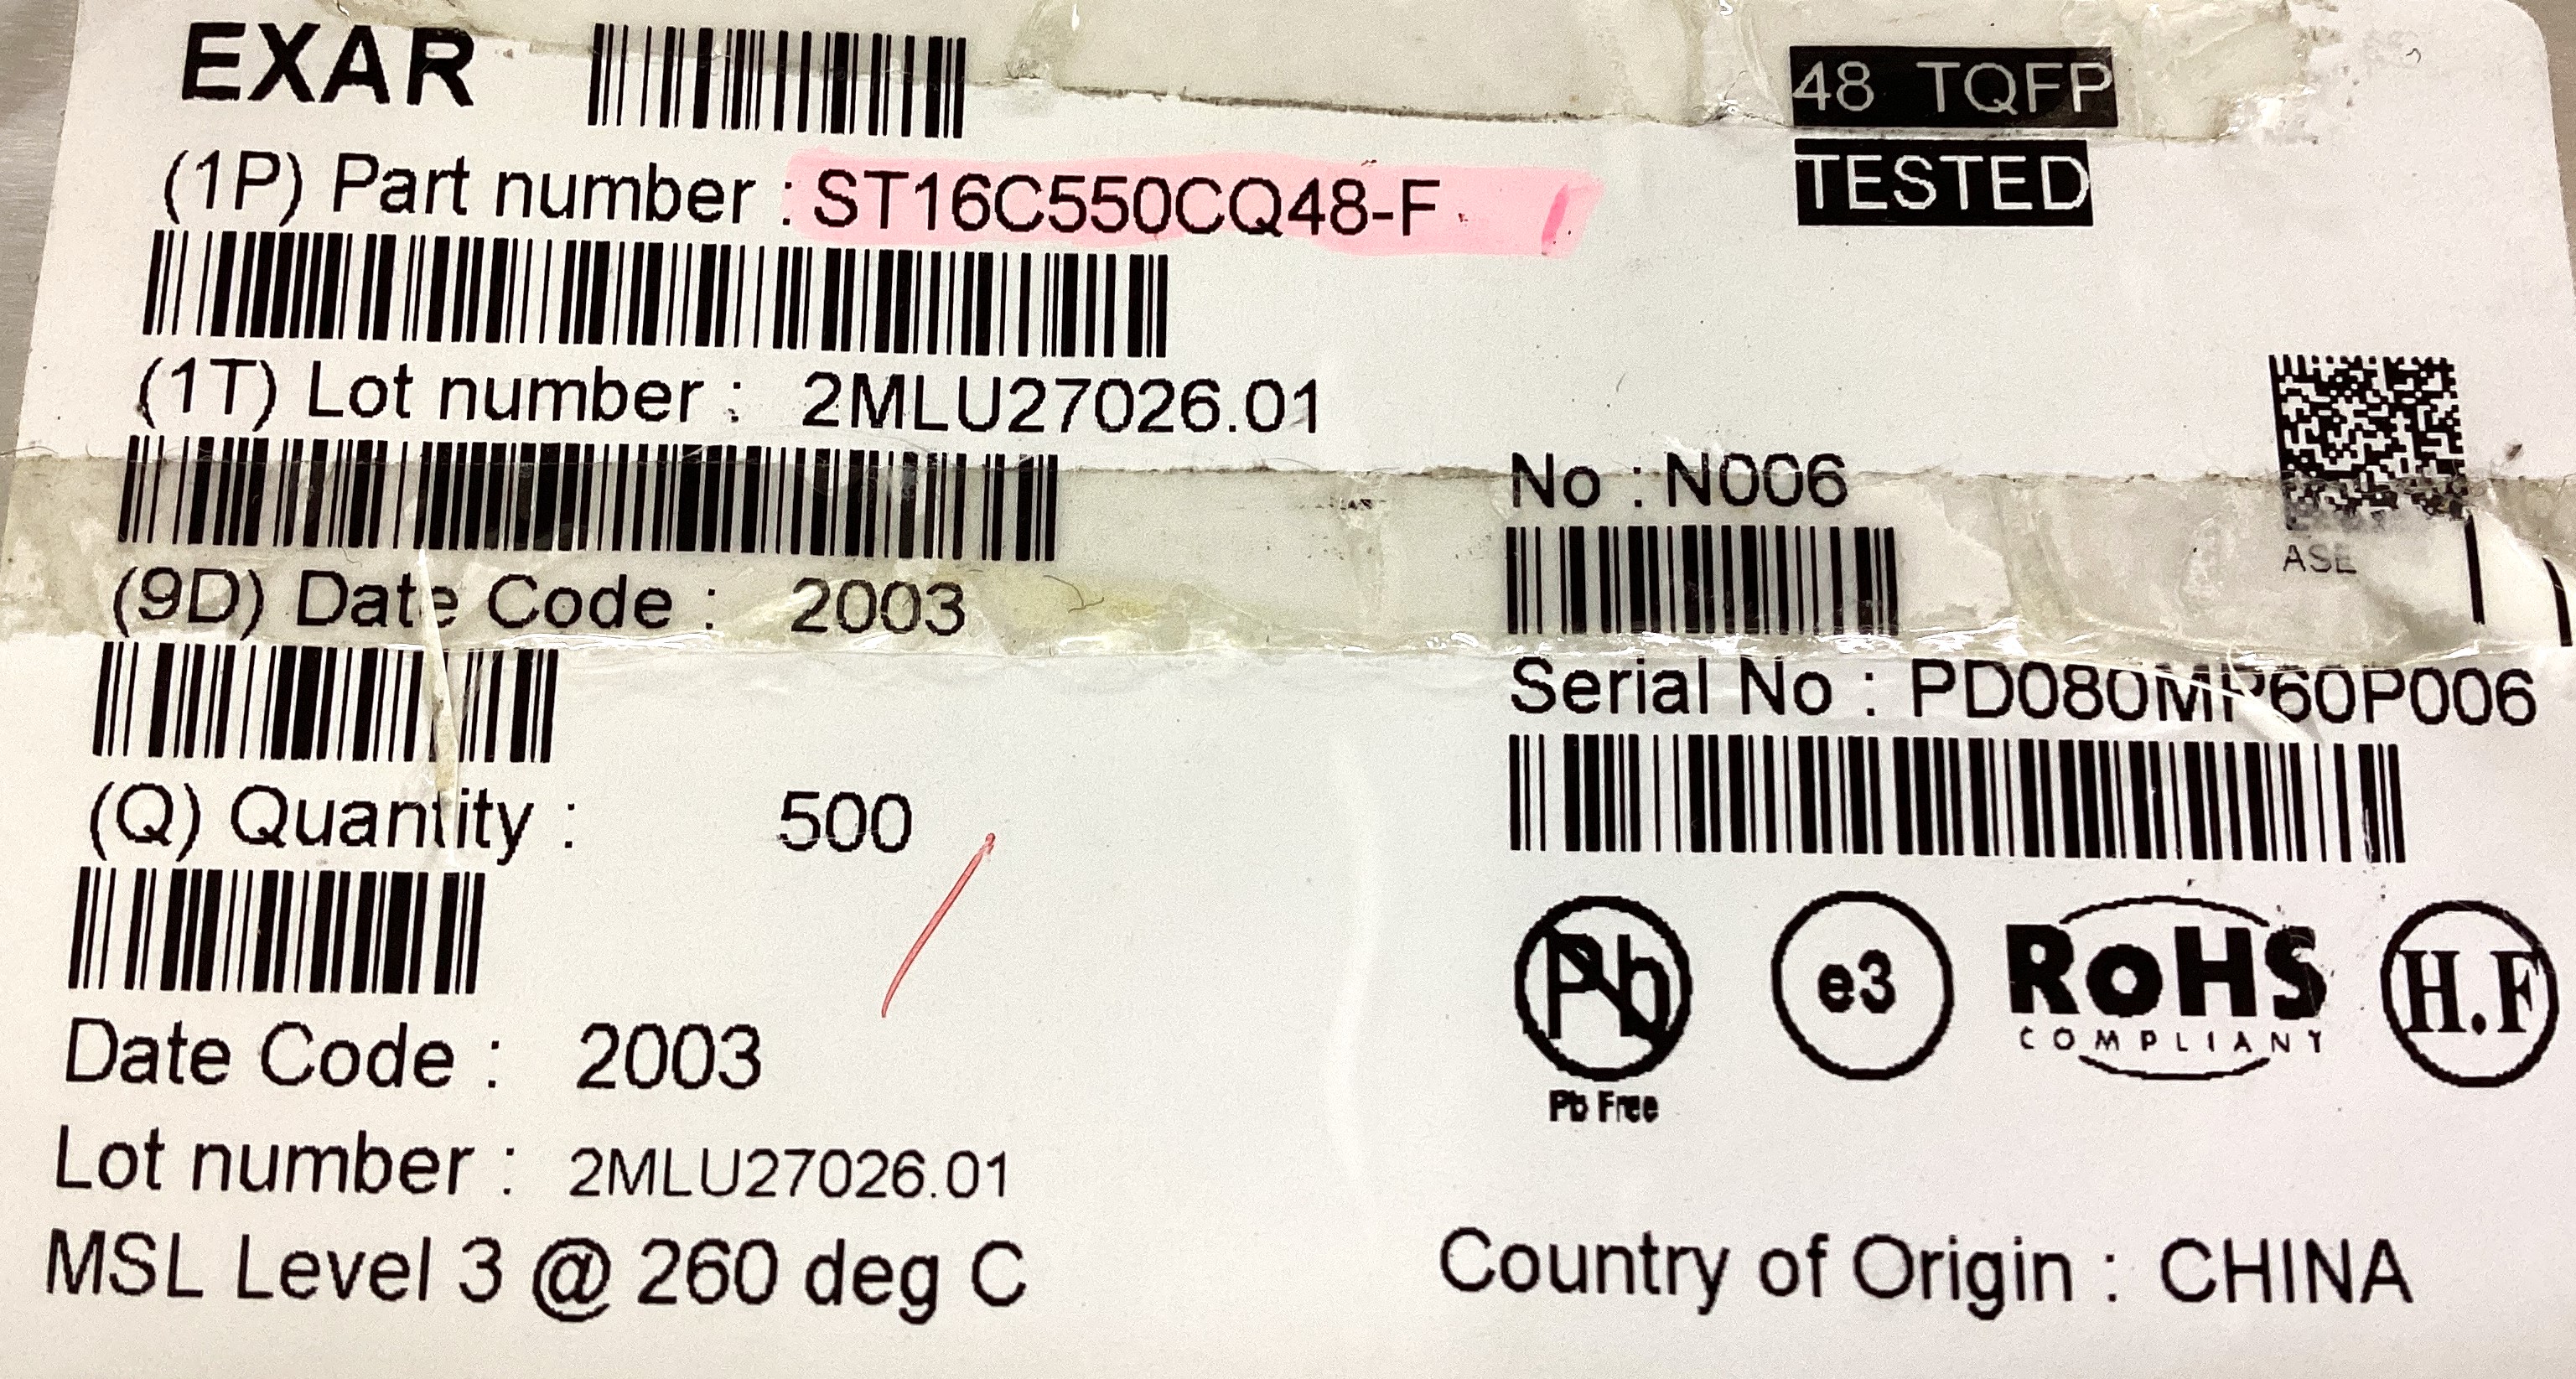 EXAR
48 TQFP
TESTED
(1P) Part number : ST16C550CQ48-F
(1T) Lot number : 2MLU27026.01
No : N006
ASE
(9D) Date Code : 2003
Serial No : PD080MP60P006
(Q) Quantity : 500
Pb
e3
RoHS
COMPLIANT
H.F
Pb Free
Date Code : 2003
Lot number : 2MLU27026.01
MSL Level 3 @ 260 deg C
Country of Origin : CHINA